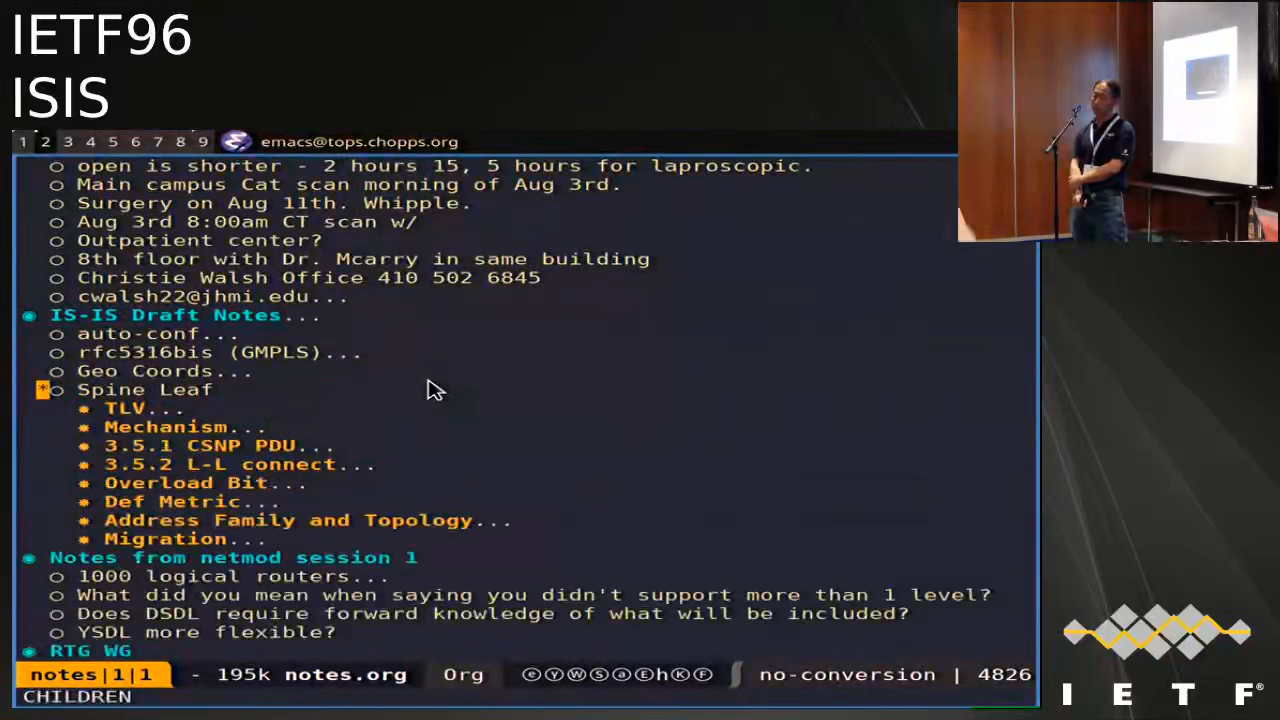 IETF96
ISIS
1 2 3 4 5 6 7 8 9 emacs@tops.chopps.org
open is shorter - 2 hours 15, 5 hours for laproscopic.
Main campus Cat scan morning of Aug 3rd.
Surgery on Aug 11th. Whipple.
Aug 3rd 8:00am CT scan w/
Outpatient center?
8th floor with Dr. Mcarry in same building
Christie Walsh Office 410 502 6845
cwalsh22@jhmi.edu...
IS-IS Draft Notes...
auto-conf...
rfc5316bis (GMPLS)...
Geo Coords...
* Spine Leaf
TLV...
Mechanism...
3.5.1 CSNP PDU...
3.5.2 L-L connect...
Overload Bit...
Def Metric...
Address Family and Topology...
Migration...
Notes from netmod session 1
1000 logical routers...
What did you mean when saying you didn't support more than 1 level?
Does DSDL require forward knowledge of what will be included?
YSDL more flexible?
RTG WG
notes|1|1 - 195k notes.org Org ⓔⓨⓌⓈⓐⒺⓗⓀⒻ no-conversion | 4826
CHILDREN
I E T F®